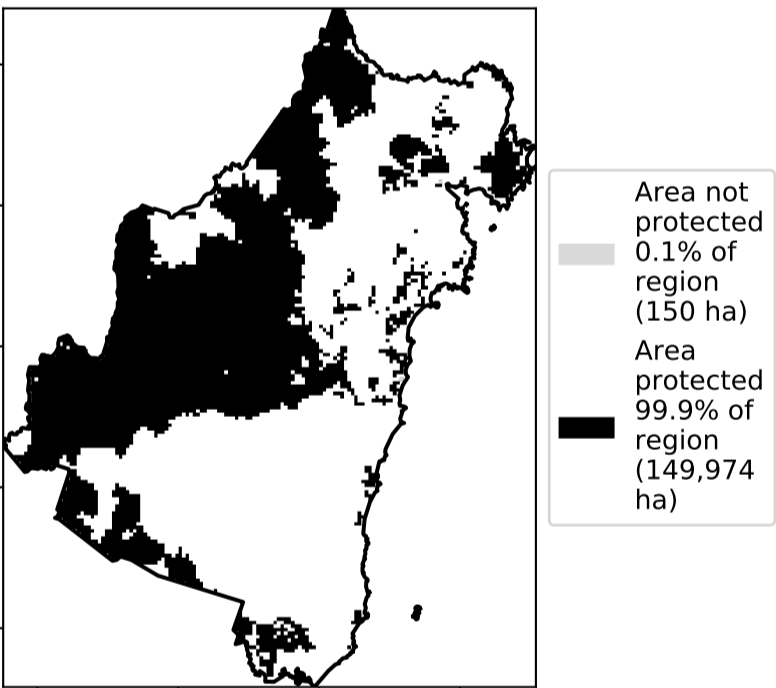 Area not
protected
0.1% of
region
(150 ha)
Area
protected
99.9% of
region
(149,974
ha)